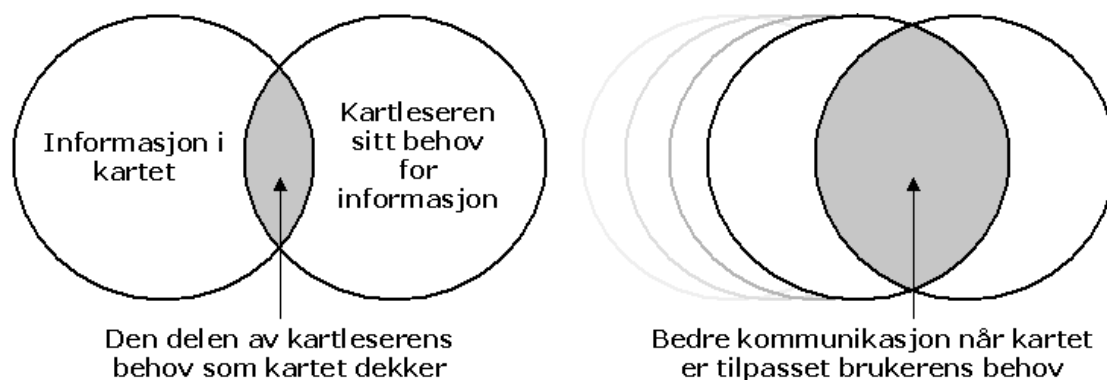 Informasjon i
kartet
Kartleseren
sitt behov
for
informasjon
Den delen av kartleserens
behov som kartet dekker
Bedre kommunikasjon når kartet
er tilpasset brukerens behov